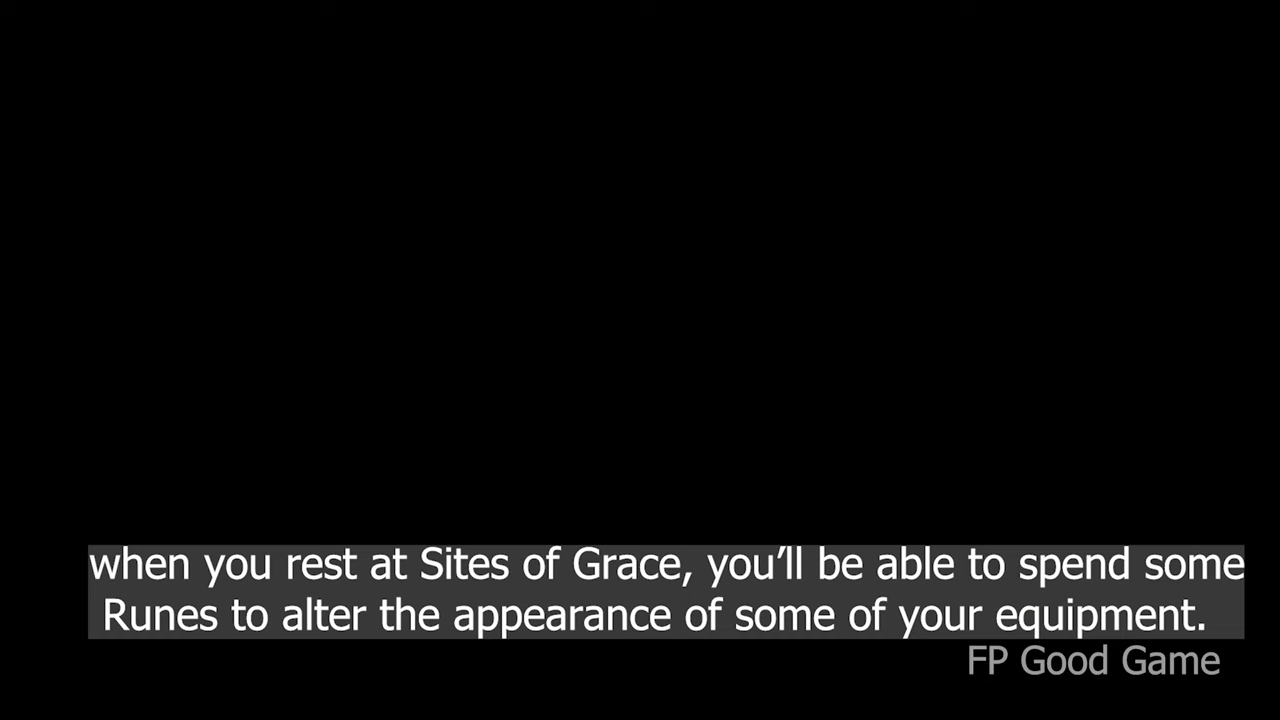 when you rest at Sites of Grace, you’ll be able to spend some
Runes to alter the appearance of some of your equipment.
FP Good Game